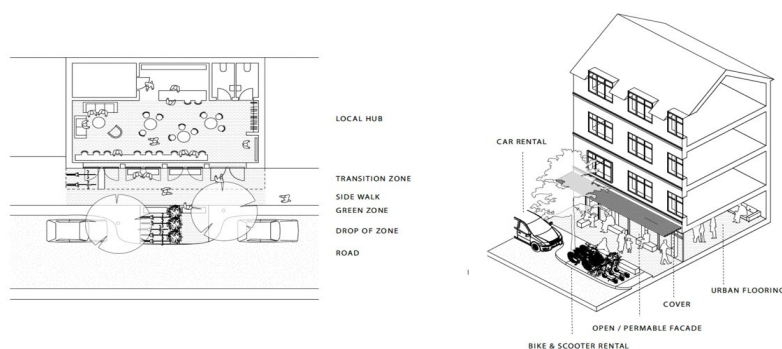 LOCAL HUB
TRANSITION ZONE
SIDE WALK
GREEN ZONE
DROP OF ZONE
ROAD
CAR RENTAL
URBAN FLOORING
COVER
OPEN / PERMABLE FACADE
BIKE & SCOOTER RENTAL